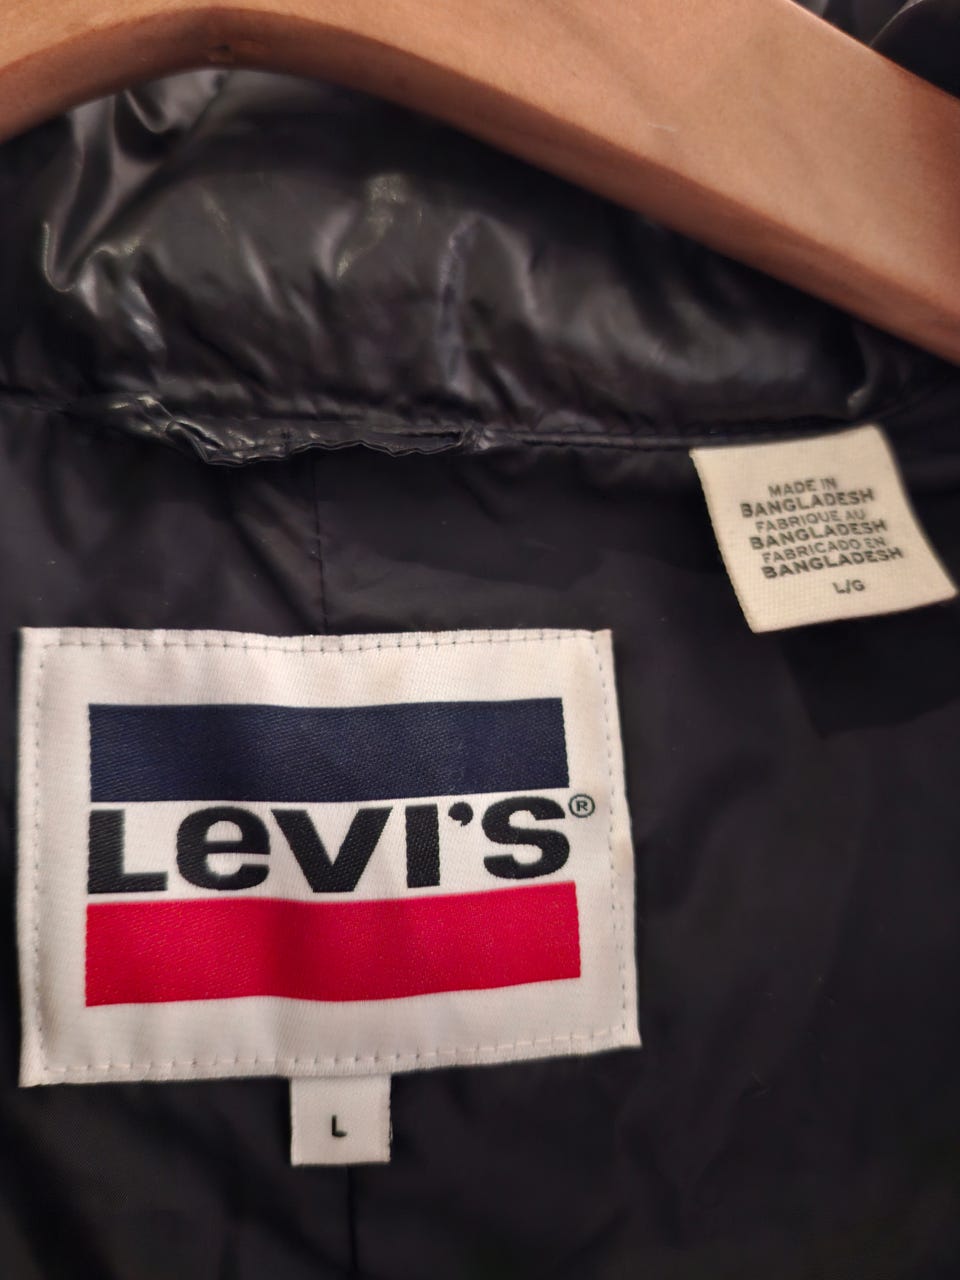 MADE IN
BANGLADESH
FABRIQUE AU
BANGLADESH
FABRICADO EN
BANGLADESH
L/G
Levi's®
L